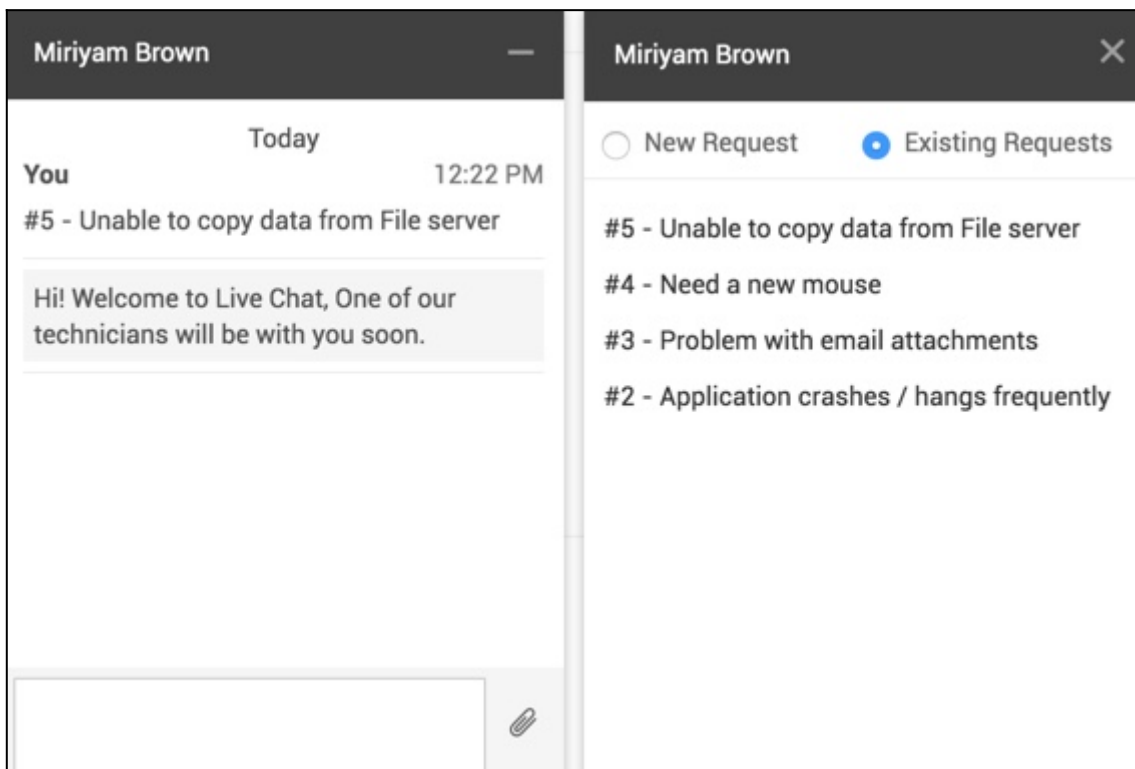 Miriyam Brown
Today
You 12:22 PM
#5 - Unable to copy data from File server
Hi! Welcome to Live Chat, One of our
technicians will be with you soon.
Miriyam Brown
New Request Existing Requests
#5 - Unable to copy data from File server
#4 - Need a new mouse
#3 - Problem with email attachments
#2 - Application crashes / hangs frequently